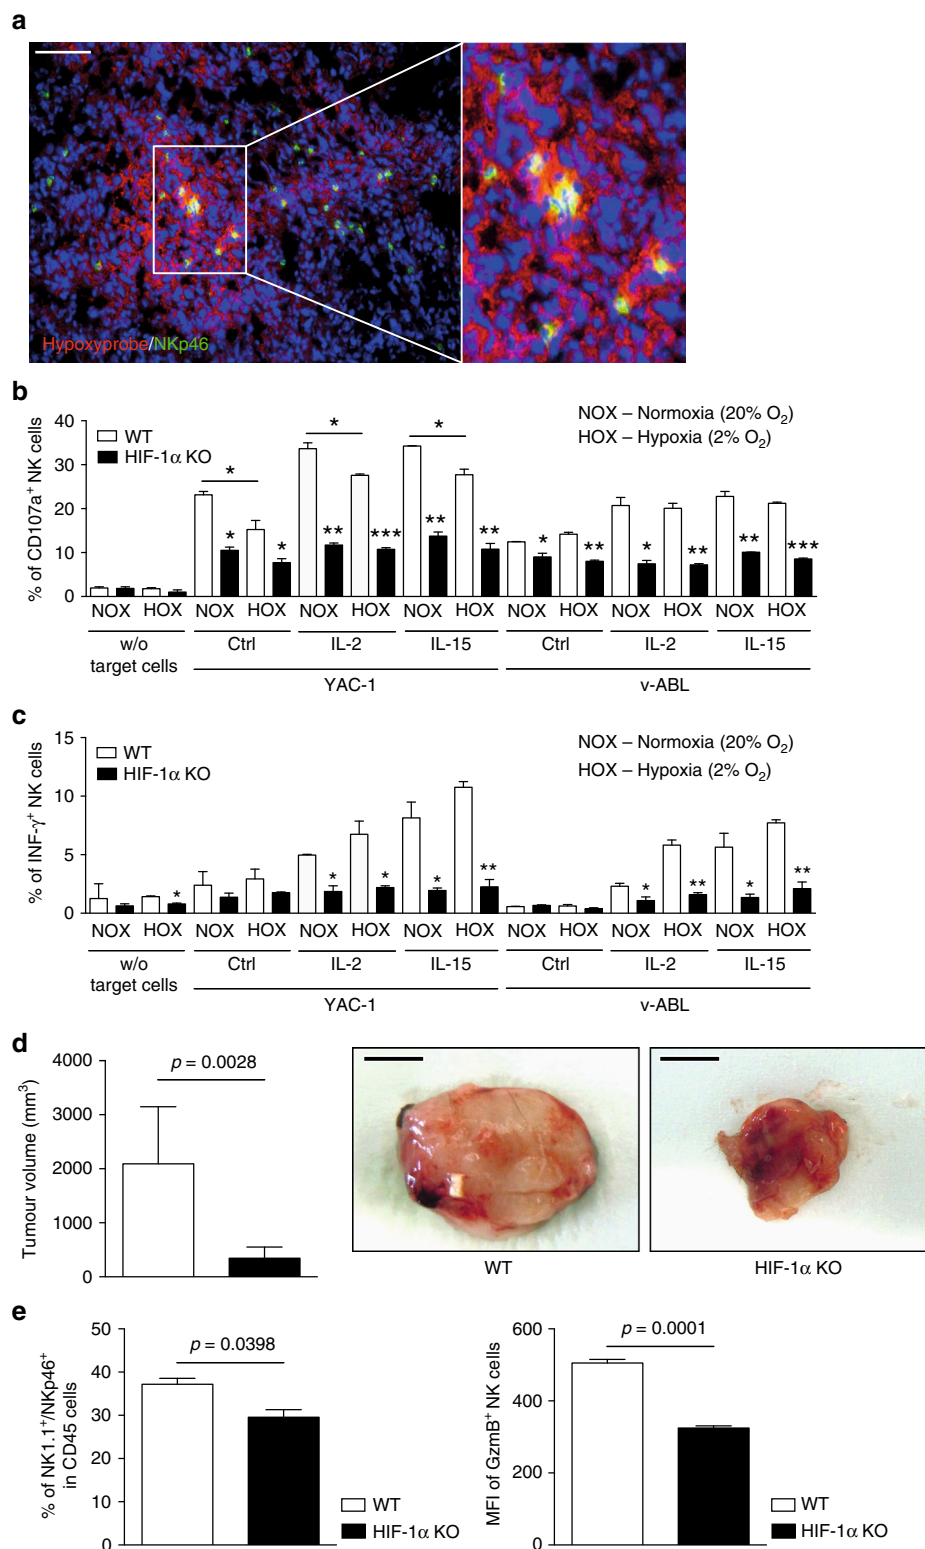 a
Hypoxyprobe/NKp46
b
% of CD107a+ NK cells
40
30
20
10
0
WT
HIF-1α KO
NOX – Normoxia (20% O2)
HOX – Hypoxia (2% O2)
* * *
* * ** *** ** ** * ** * ** ** ***
NOX HOX NOX HOX NOX HOX NOX HOX NOX HOX NOX HOX NOX HOX
w/o target cells Ctrl IL-2 IL-15 Ctrl IL-2 IL-15
YAC-1 v-ABL
c
% of INF-γ+ NK cells
15
10
5
0
WT
HIF-1α KO
NOX – Normoxia (20% O2)
HOX – Hypoxia (2% O2)
* * * * ** * ** * **
NOX HOX NOX HOX NOX HOX NOX HOX NOX HOX NOX HOX NOX HOX
w/o target cells Ctrl IL-2 IL-15 Ctrl IL-2 IL-15
YAC-1 v-ABL
d
Tumour volume (mm3)
4000
3000
2000
1000
0
p = 0.0028
WT
HIF-1α KO
e
% of NK1.1+/NKp46+
in CD45 cells
50
40
30
20
10
0
p = 0.0398
WT
HIF-1α KO
MFI of GzmB+ NK cells
600
400
200
0
p = 0.0001
WT
HIF-1α KO